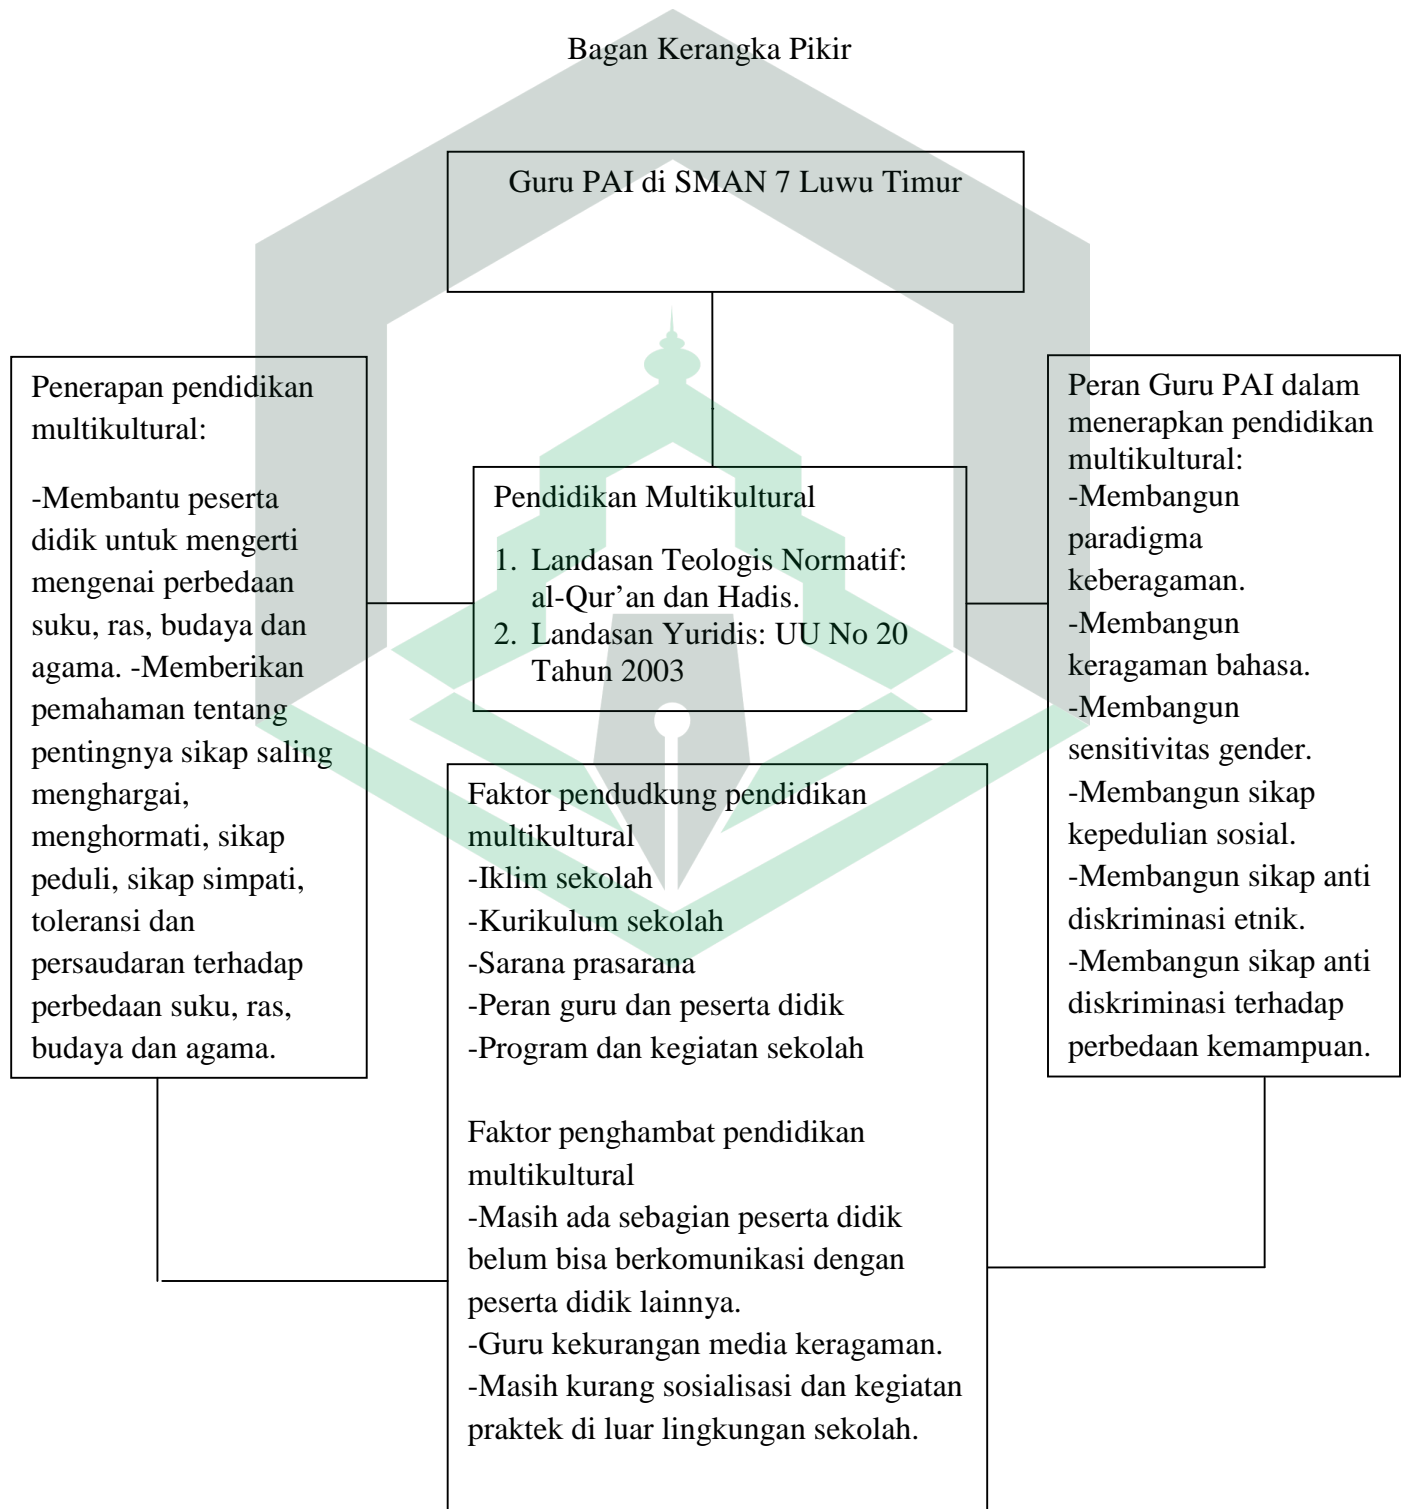 Bagan Kerangka Pikir
Guru PAI di SMAN 7 Luwu Timur
Penerapan pendidikan
multikultural:
-Membantu peserta
didik untuk mengerti
mengenai perbedaan
suku, ras, budaya dan
agama. -Memberikan
pemahaman tentang
pentingnya sikap saling
menghargai,
menghormati, sikap
peduli, sikap simpati,
toleransi dan
persaudaran terhadap
perbedaan suku, ras,
budaya dan agama.
Pendidikan Multikultural
1. Landasan Teologis Normatif:
al-Qur’an dan Hadis.
2. Landasan Yuridis: UU No 20
Tahun 2003
Peran Guru PAI dalam
menerapkan pendidikan
multikultural:
-Membangun
paradigma
keberagaman.
-Membangun
keragaman bahasa.
-Membangun
sensitivitas gender.
-Membangun sikap
kepedulian sosial.
-Membangun sikap anti
diskriminasi etnik.
-Membangun sikap anti
diskriminasi terhadap
perbedaan kemampuan.
Faktor pendudkung pendidikan
multikultural
-Iklim sekolah
-Kurikulum sekolah
-Sarana prasarana
-Peran guru dan peserta didik
-Program dan kegiatan sekolah
Faktor penghambat pendidikan
multikultural
-Masih ada sebagian peserta didik
belum bisa berkomunikasi dengan
peserta didik lainnya.
-Guru kekurangan media keragaman.
-Masih kurang sosialisasi dan kegiatan
praktek di luar lingkungan sekolah.